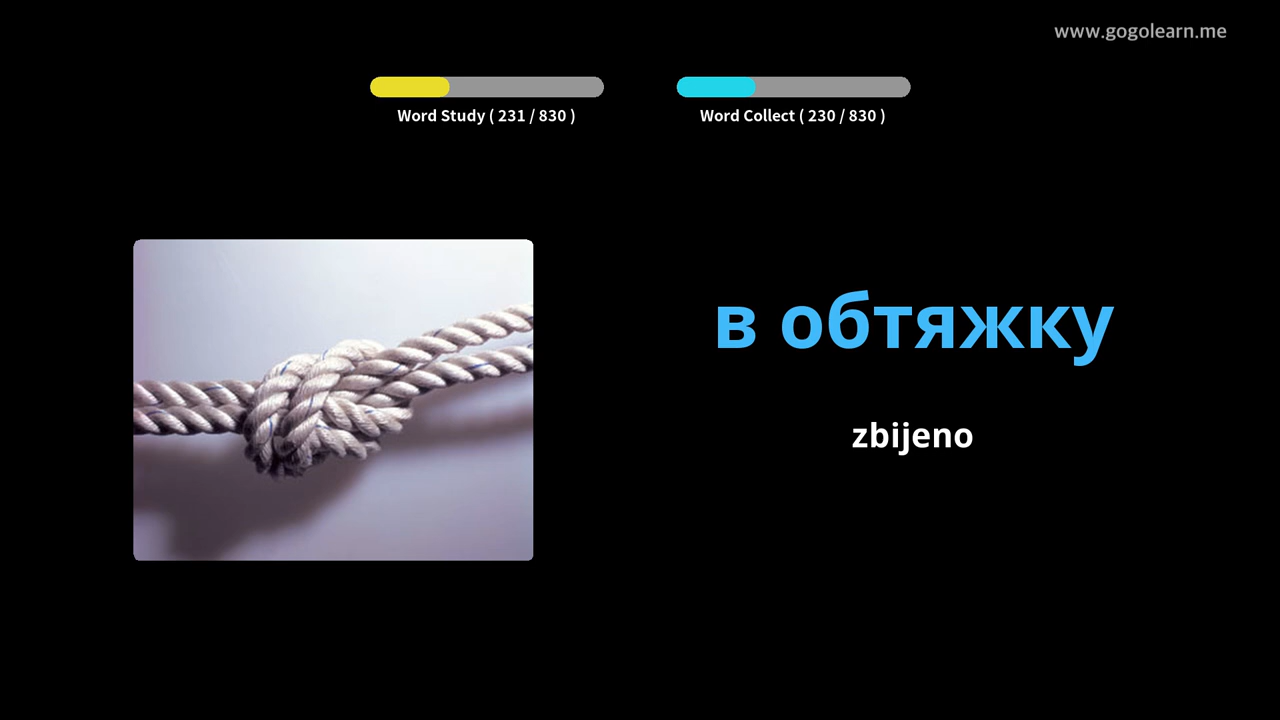 www.gogolearn.me
Word Study ( 231 / 830 )
Word Collect ( 230 / 830 )
в обтяжку
zbijeno